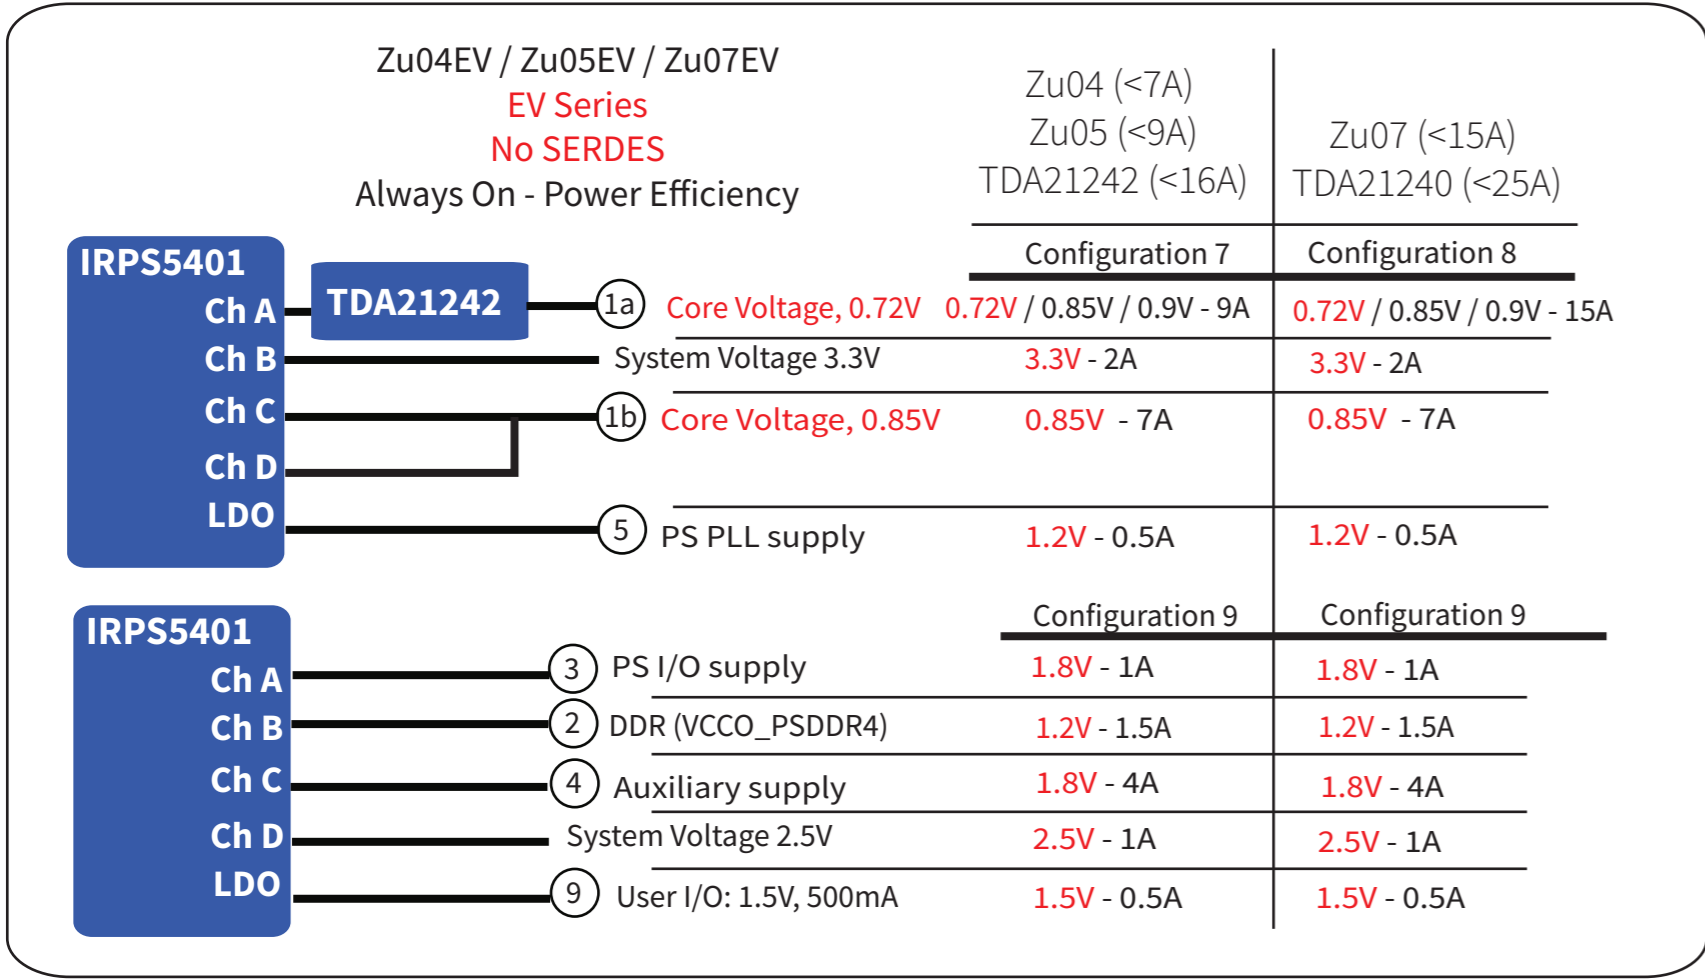 Zu04EV / Zu05EV / Zu07EV
EV Series
No SERDES
Always On - Power Efficiency
Zu04 (<7A)
Zu05 (<9A)
TDA21242 (<16A)
Zu07 (<15A)
TDA21240 (<25A)
Configuration 7
Configuration 8
IRPS5401
TDA21242
Ch A
1a
Core Voltage, 0.72V
0.72V / 0.85V / 0.9V - 9A
0.72V / 0.85V / 0.9V - 15A
Ch B
System Voltage 3.3V
3.3V - 2A
3.3V - 2A
Ch C
1b
Core Voltage, 0.85V
0.85V - 7A
0.85V - 7A
Ch D
LDO
5
PS PLL supply
1.2V - 0.5A
1.2V - 0.5A
IRPS5401
Configuration 9
Configuration 9
Ch A
3
PS I/O supply
1.8V - 1A
1.8V - 1A
Ch B
2
DDR (VCCO_PSDDR4)
1.2V - 1.5A
1.2V - 1.5A
Ch C
4
Auxiliary supply
1.8V - 4A
1.8V - 4A
Ch D
System Voltage 2.5V
2.5V - 1A
2.5V - 1A
LDO
9
User I/O: 1.5V, 500mA
1.5V - 0.5A
1.5V - 0.5A